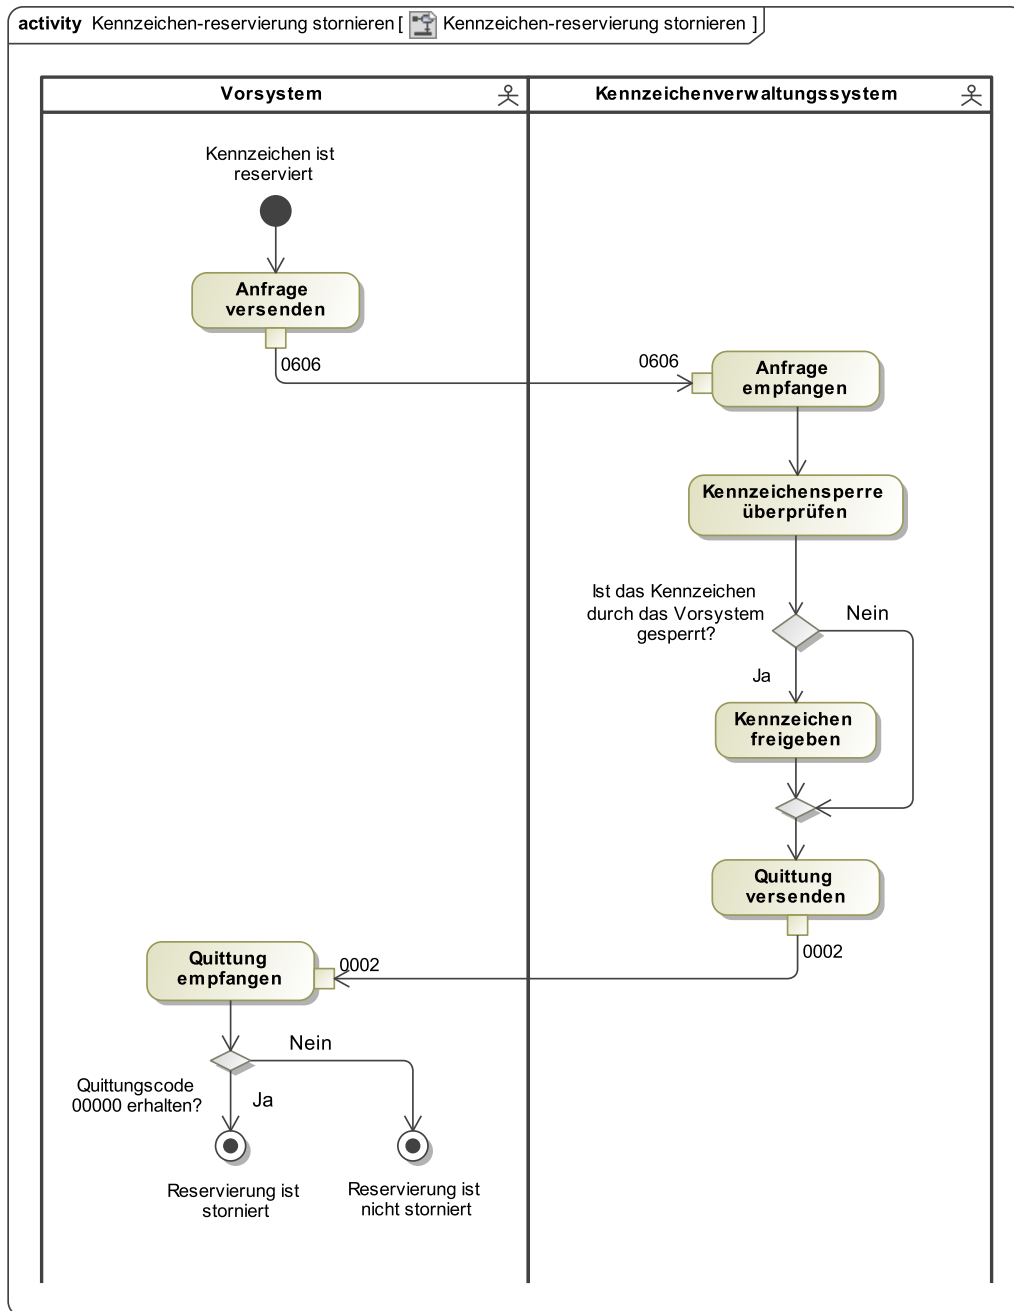 activity Kennzeichen-reservierung stornieren [ Kennzeichen-reservierung stornieren ]
Vorsystem
Kennzeichenverwaltungssystem
Kennzeichen ist
reserviert
Anfrage
versenden
0606
0606
Anfrage
empfangen
Kennzeichensperre
überprüfen
Ist das Kennzeichen
durch das Vorsystem
gesperrt?
Nein
Ja
Kennzeichen
freigeben
Quittung
versenden
0002
0002
Quittung
empfangen
Nein
Quittungscode
00000 erhalten?
Ja
Reservierung ist
storniert
Reservierung ist
nicht storniert